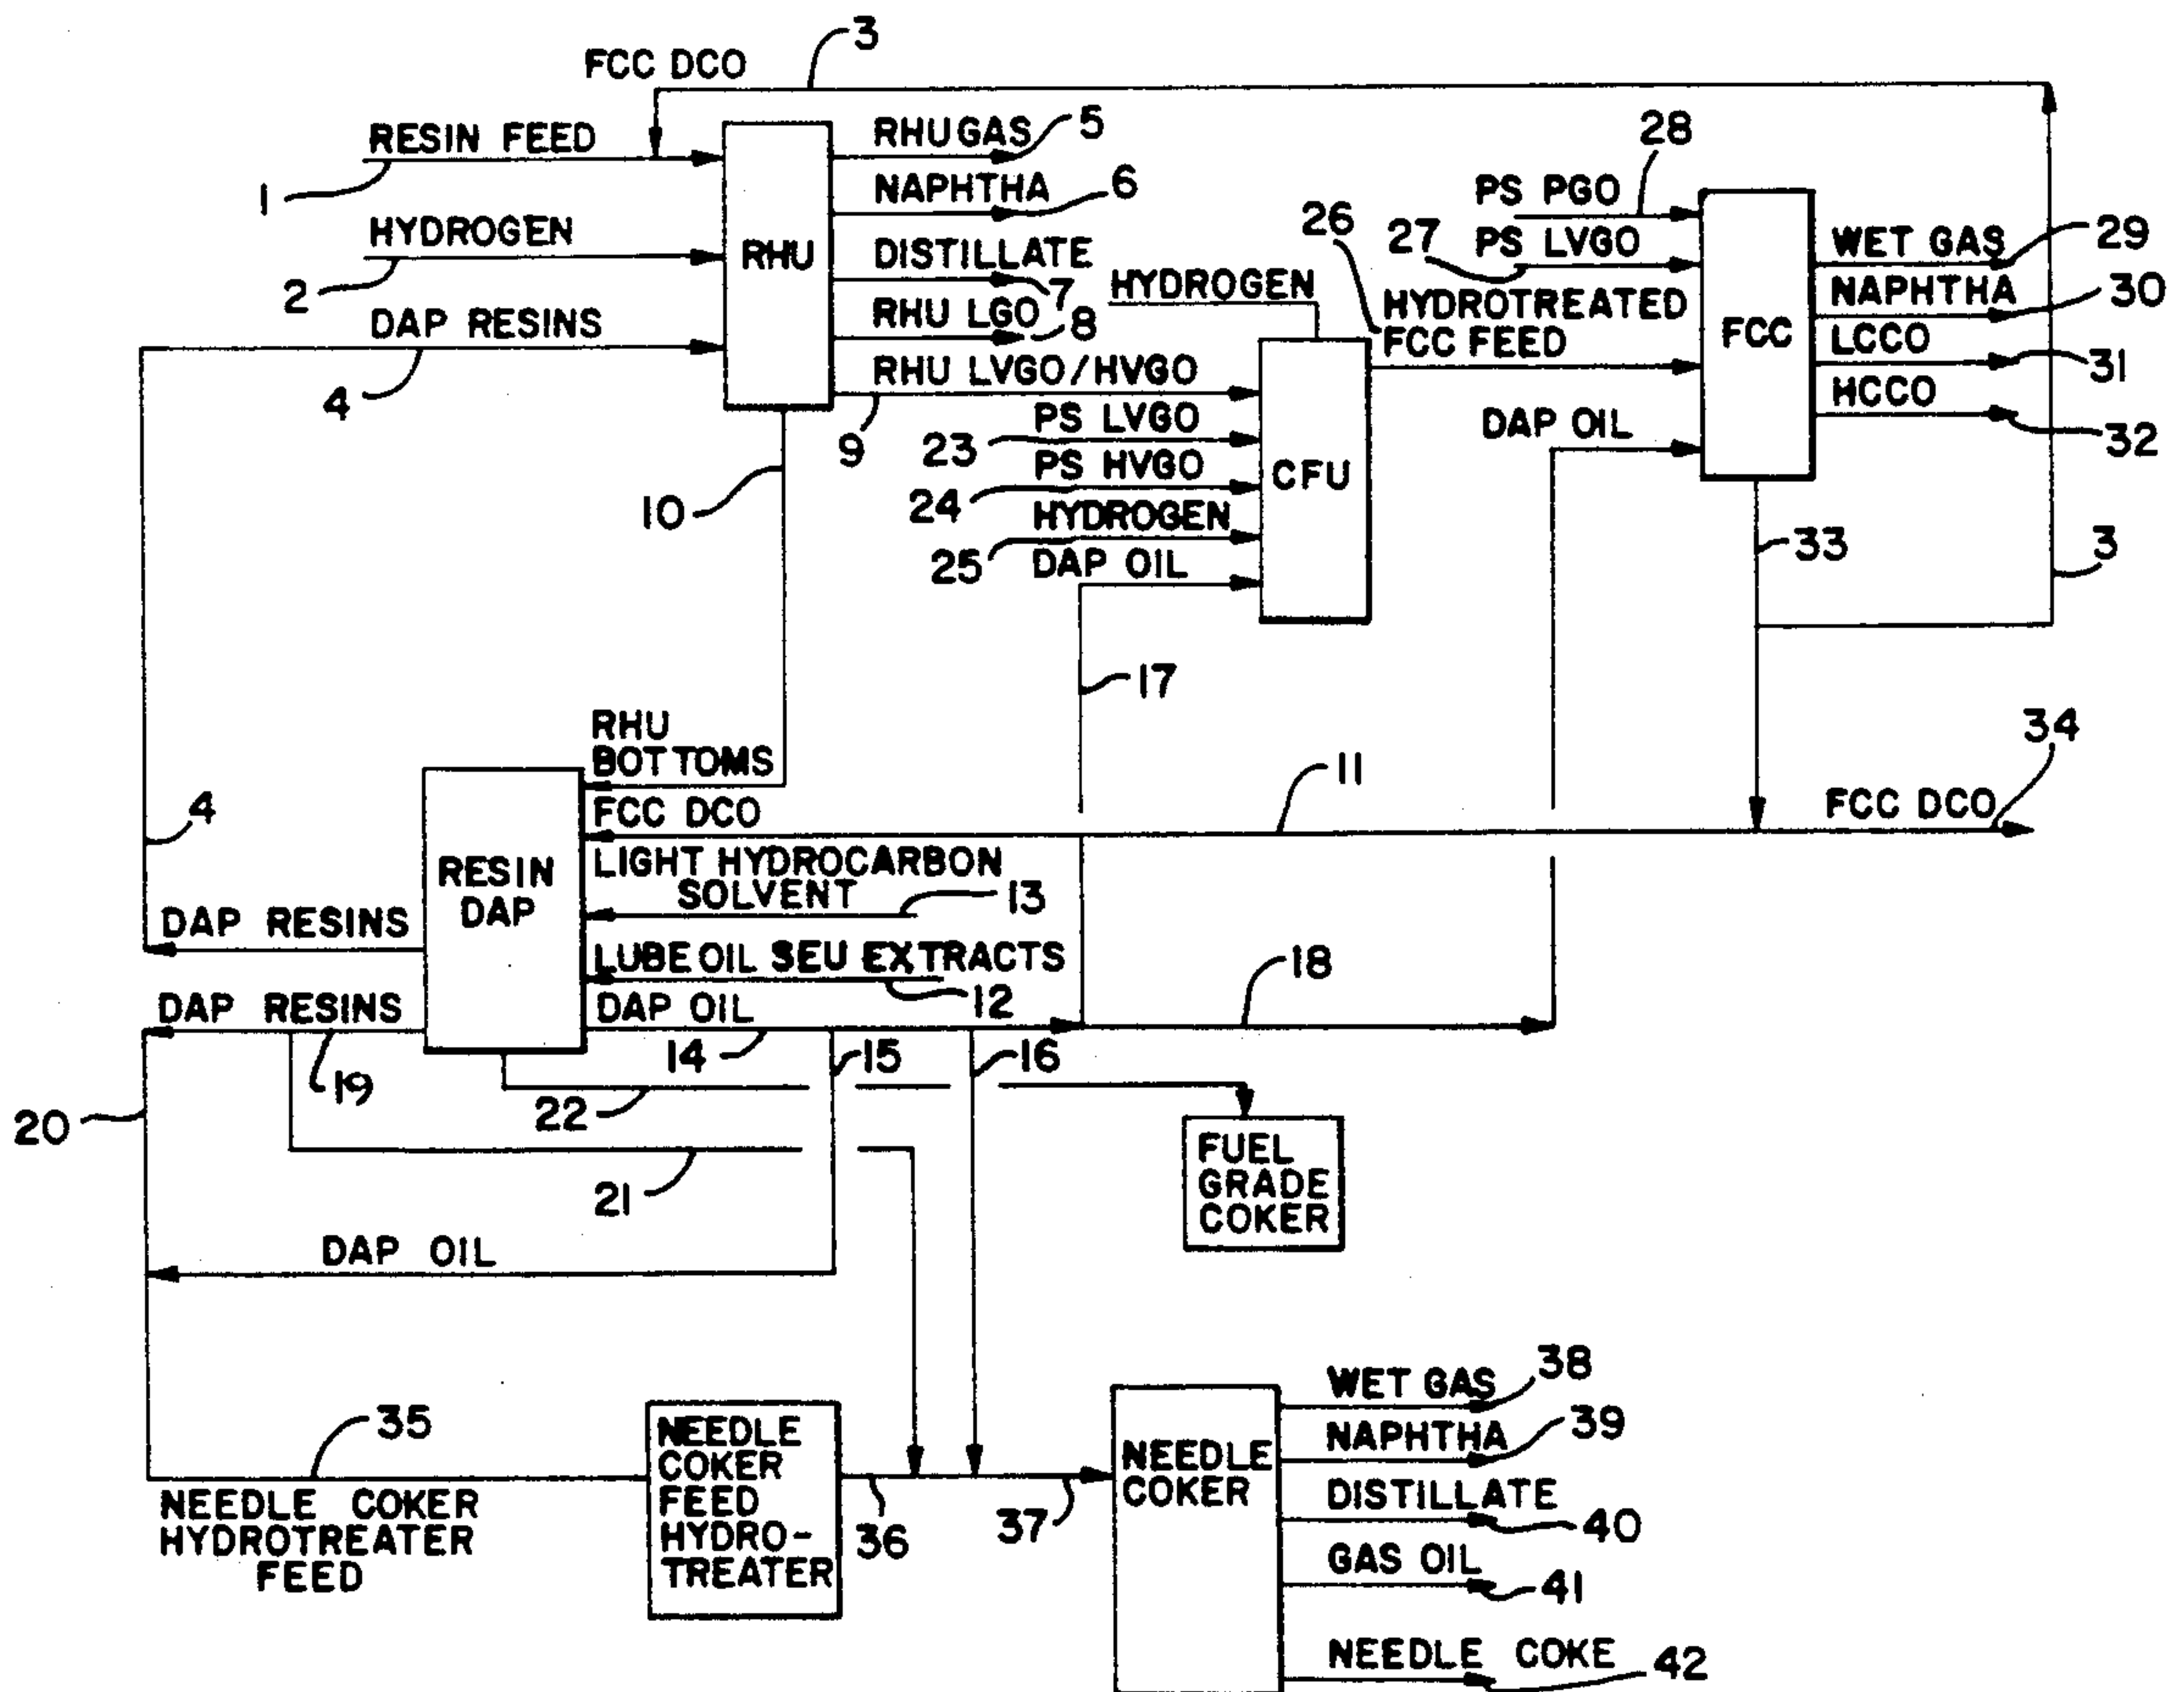 3
FCC DCO
RESIN FEED
1
HYDROGEN
2
DAP RESINS
4
RHU
RHU GAS
5
NAPHTHA
6
DISTILLATE
7
RHU LGO
8
RHU LVGO/HVGO
9
10
HYDROGEN
PS LVGO
23
PS HVGO
24
HYDROGEN
25
DAP OIL
CFU
17
26
HYDROTREATED
FCC FEED
PS PGO
28
PS LVGO
27
DAP OIL
FCC
WET GAS
29
NAPHTHA
30
LCCO
31
HCCO
32
33
3
34
FCC DCO
RHU
BOTTOMS
FCC DCO
11
LIGHT HYDROCARBON
SOLVENT
13
LUBE OIL SEU EXTRACTS
12
DAP OIL
14
15
16
18
RESIN
DAP
4
DAP RESINS
DAP RESINS
19
20
22
21
FUEL
GRADE
COKER
DAP OIL
35
NEEDLE COKER
HYDROTREATER
FEED
NEEDLE
COKER
FEED
HYDRO-
TREATER
36
37
NEEDLE
COKER
WET GAS
38
NAPHTHA
39
DISTILLATE
40
GAS OIL
41
NEEDLE COKE
42